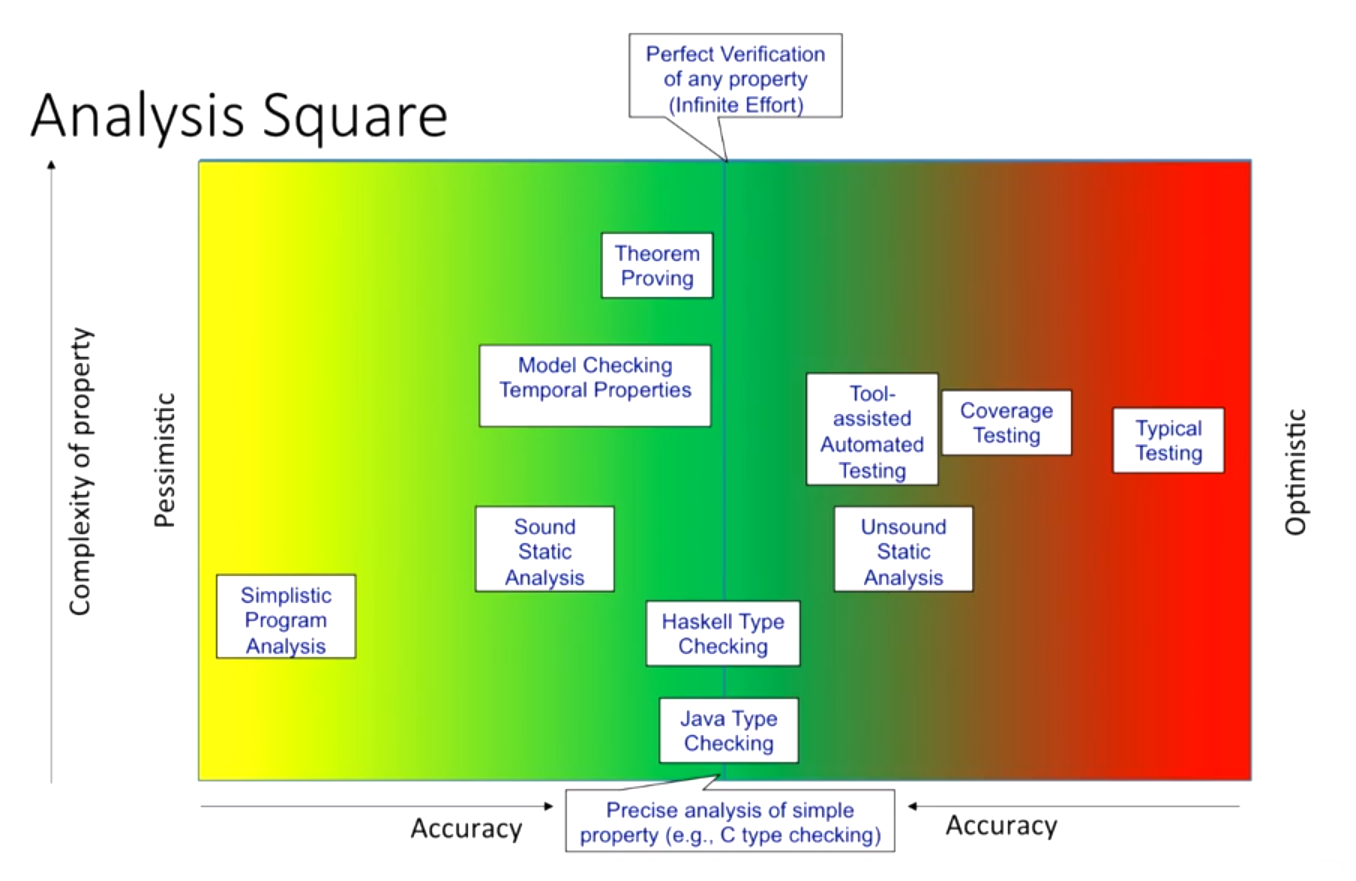 Perfect Verification
of any property
(Infinite Effort)
Analysis Square
Complexity of property
Pessimistic
Theorem
Proving
Model Checking
Temporal Properties
Tool-
assisted
Automated
Testing
Coverage
Testing
Typical
Testing
Optimistic
Sound
Static
Analysis
Unsound
Static
Analysis
Simplistic
Program
Analysis
Haskell Type
Checking
Java Type
Checking
Accuracy
Precise analysis of simple
property (e.g., C type checking)
Accuracy